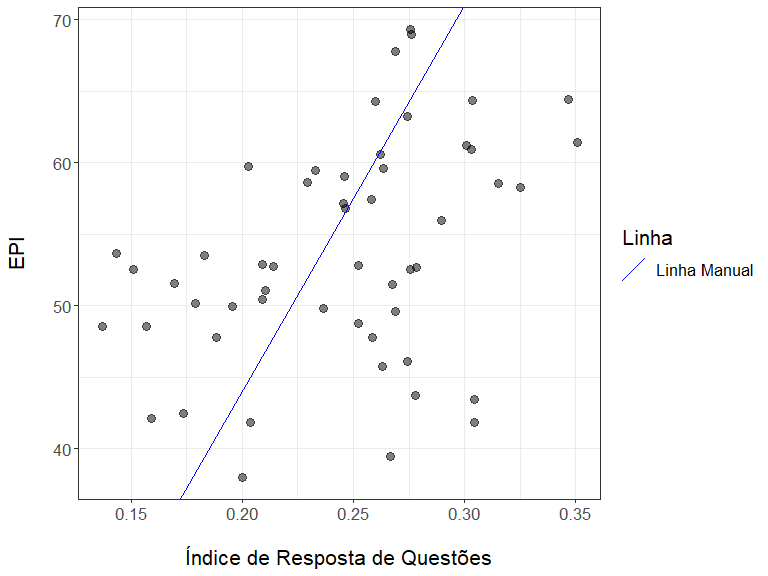 70
60
50
40
EPI
0.15 0.20 0.25 0.30 0.35
Índice de Resposta de Questões
Linha
Linha Manual